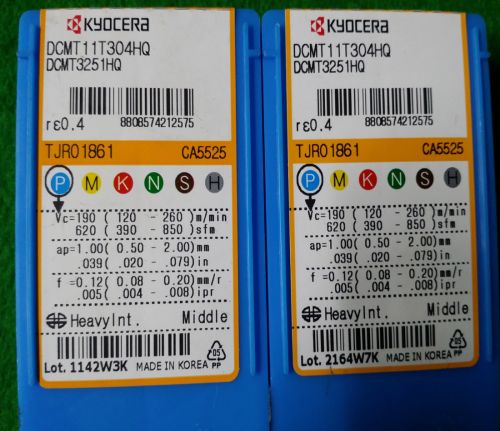 KYOCERA
DCMT11T304HQ
DCMT3251HQ
rε0.4
8808574212575
TJR01861 CA5525
P M K N S H
Vc=190 ( 120 - 260) m/min
620 ( 390 - 850) sfm
ap=1.00( 0.50 - 2.00) mm
.039( .020 - .079) in
f =0.12( 0.08 - 0.20) mm/r
.005( .004 - .008) ipr
HeavyInt. Middle
Lot. 1142W3K MADE IN KOREA
05
PP
KYOCERA
DCMT11T304HQ
DCMT3251HQ
rε0.4
8808574212575
TJR01861 CA5525
P M K N S H
Vc=190 ( 120 - 260) m/min
620 ( 390 - 850) sfm
ap=1.00( 0.50 - 2.00) mm
.039( .020 - .079) in
f =0.12( 0.08 - 0.20) mm/r
.005( .004 - .008) ipr
HeavyInt. Middle
Lot. 2164W7K MADE IN KOREA
05
PP